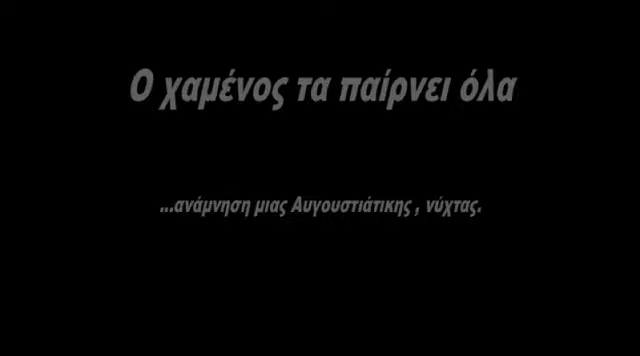 Ο χαμένος τα παίρνει όλα
...ανάμνηση μιας Αυγουστιάτικης , νύχτας.